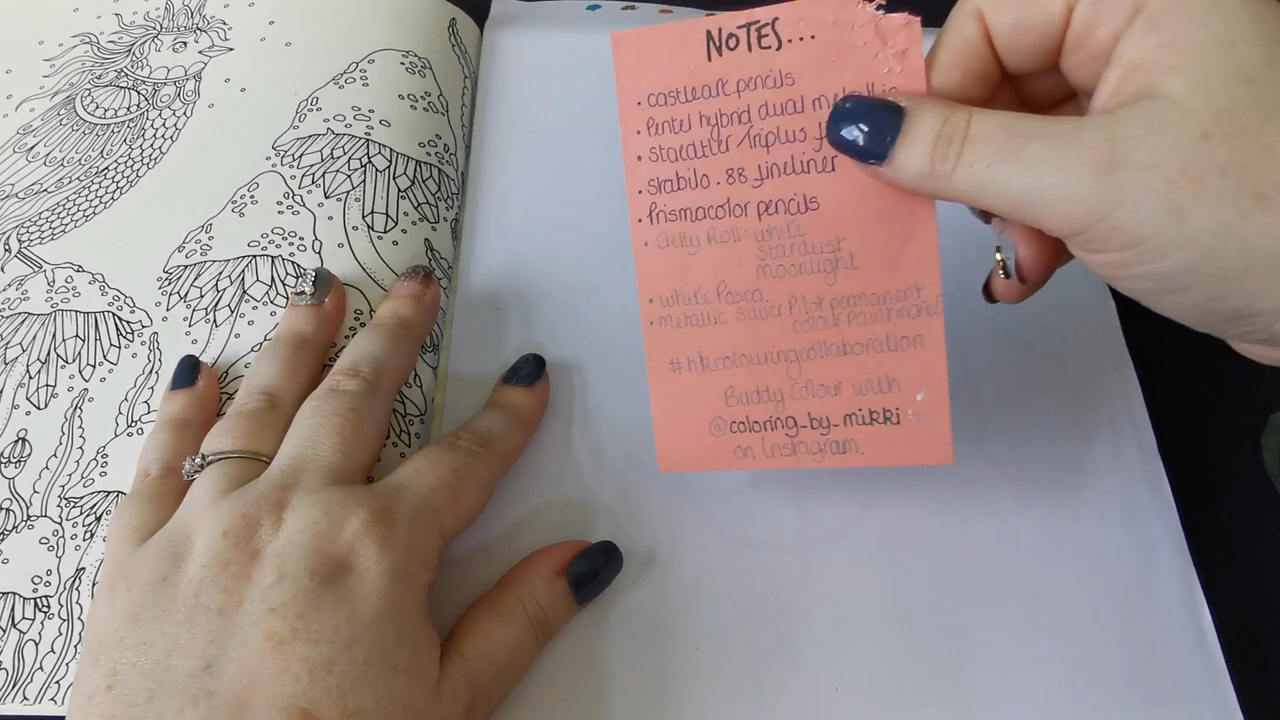 NOTES...
• castleart pencils
• Pentel hybrid dual metallic
• Staedtler Triplus
• Stabilo. 88 fineliner
• Prismacolor pencils
• Gelly Roll: white
stardust
moonlight
• white Posca.
• Metallic silver Pilot permanent
colour paint marker
#hkcolouringcollaboration
Buddy Colour with
@coloring_by_mikki
on Instagram.